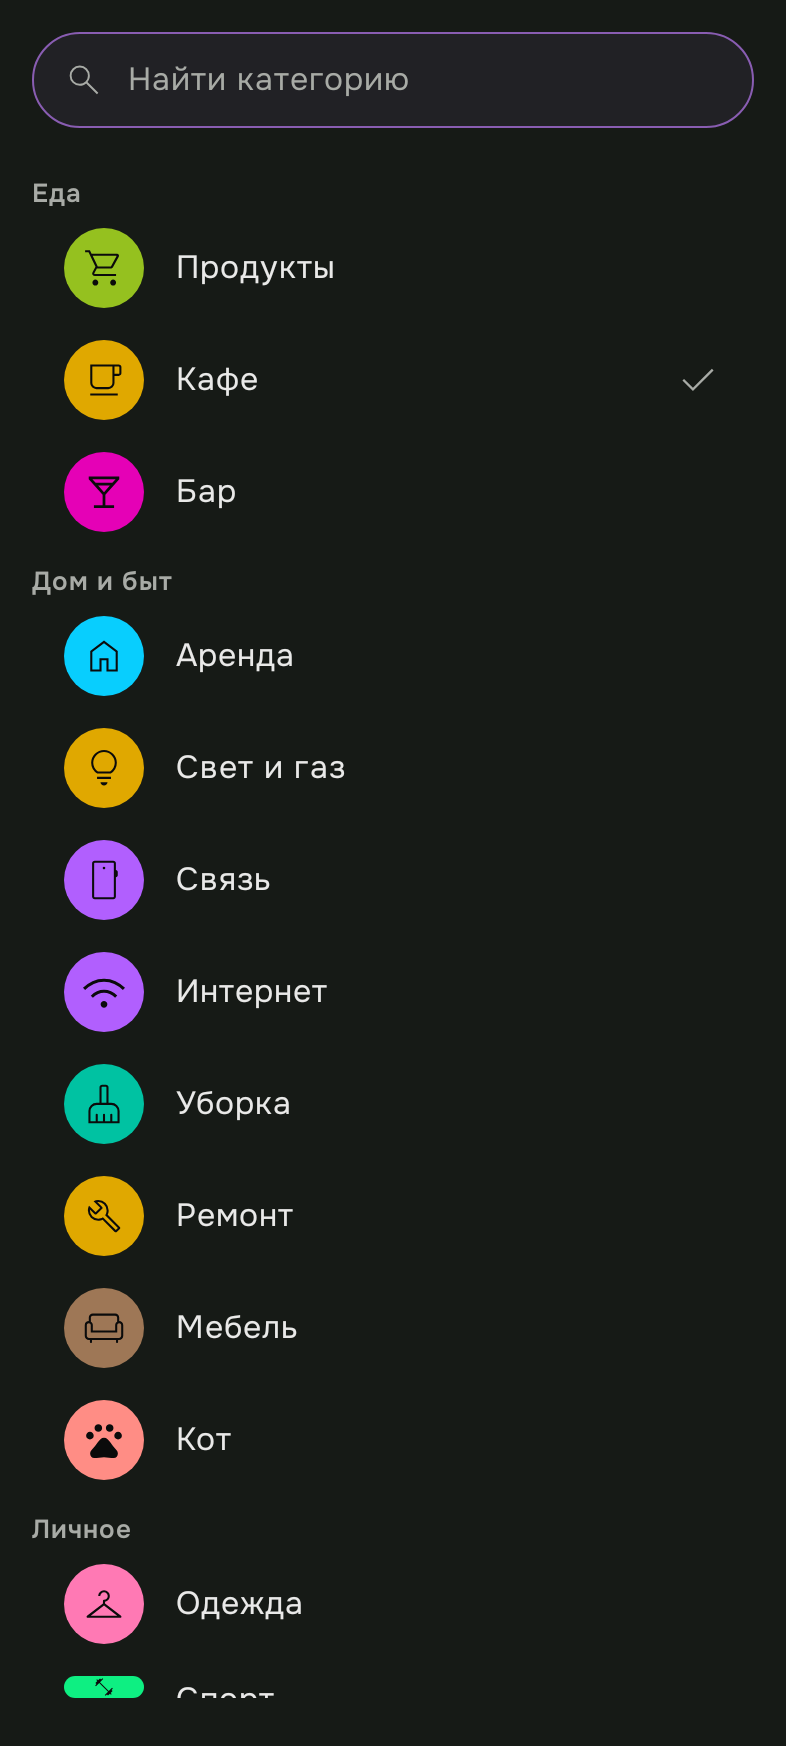 Найти категорию
Еда
Продукты
Кафе
Бар
Дом и быт
Аренда
Свет и газ
Связь
Интернет
Уборка
Ремонт
Мебель
Кот
Личное
Одежда
Спорт